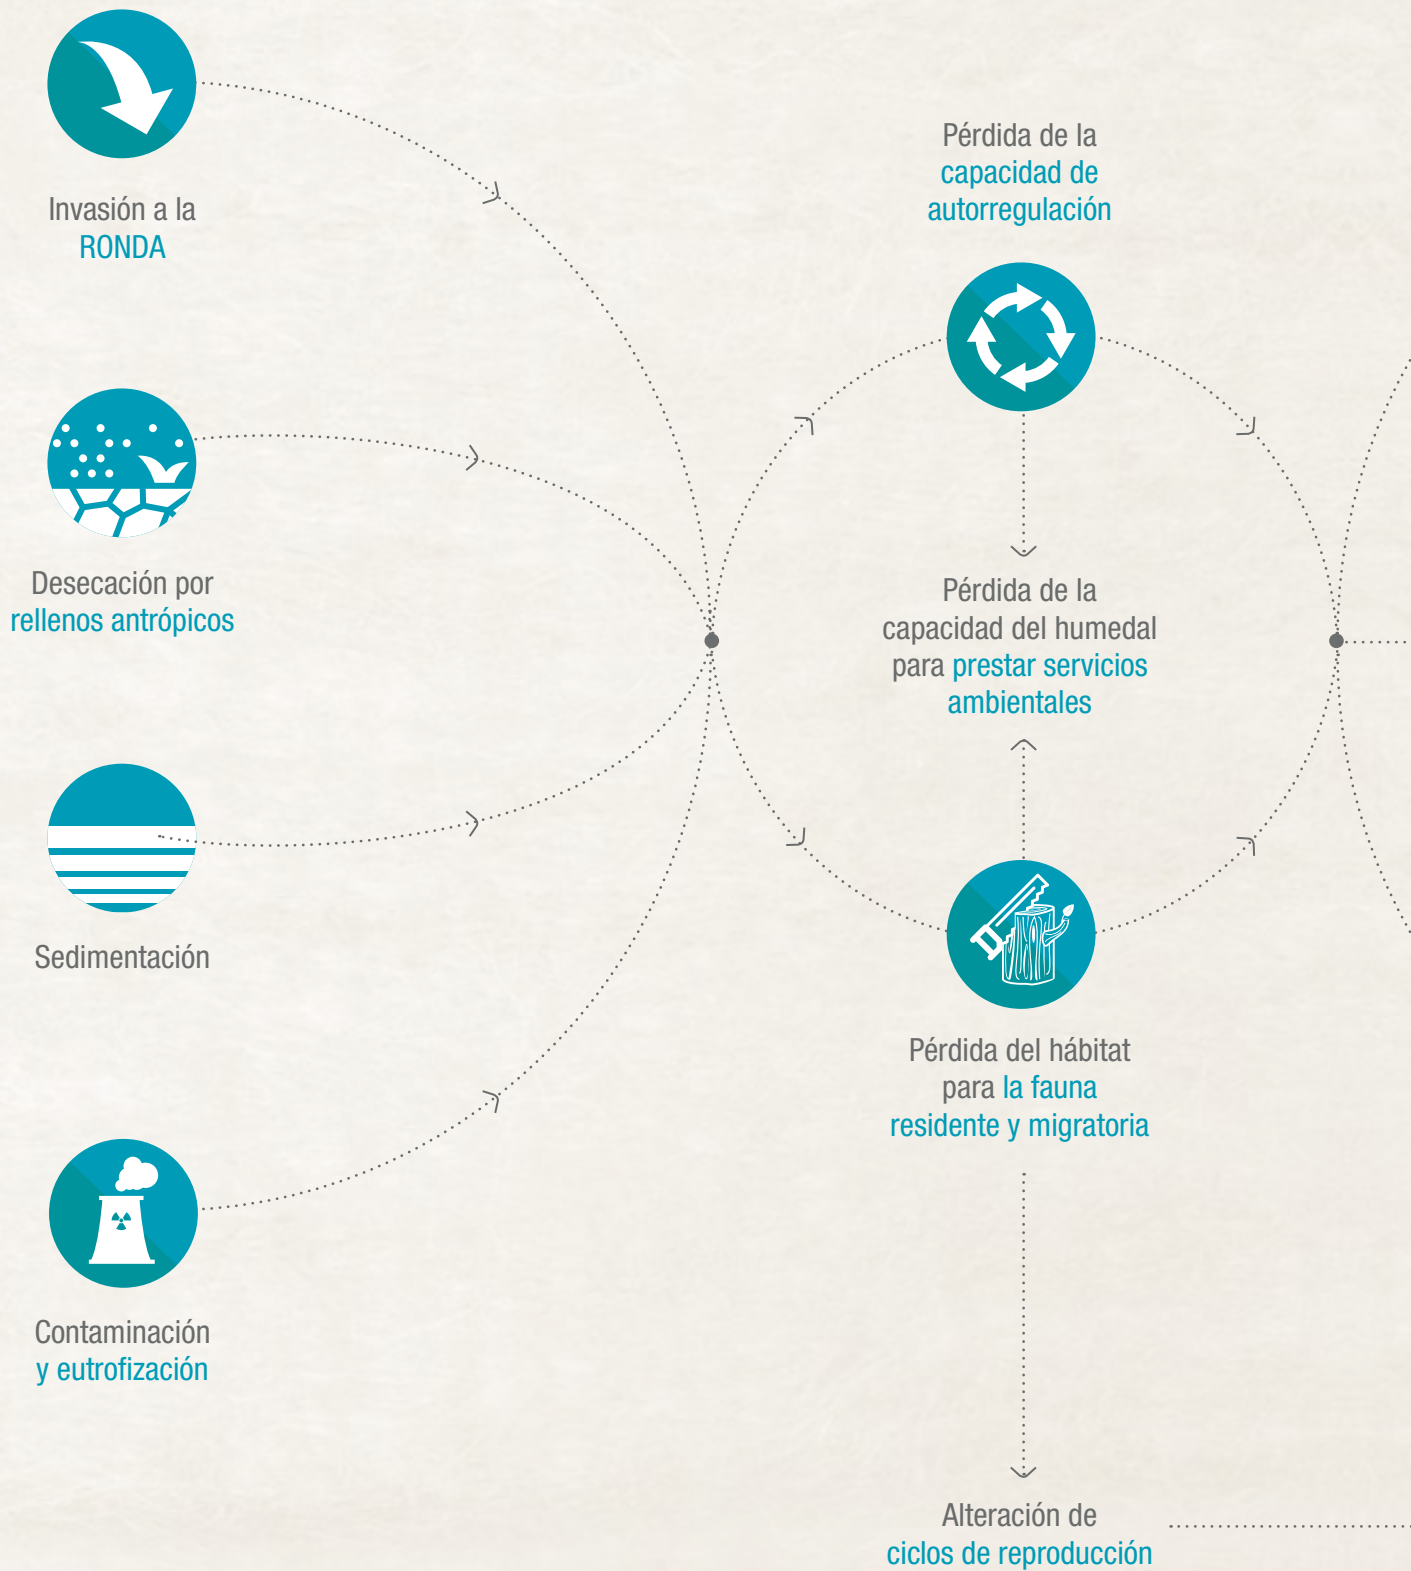 Invasión a la
RONDA
Desecación por
rellenos antrópicos
Sedimentación
Contaminación
y eutrofización
Pérdida de la
capacidad de
autorregulación
Pérdida de la
capacidad del humedal
para prestar servicios
ambientales
Pérdida del hábitat
para la fauna
residente y migratoria
Alteración de
ciclos de reproducción